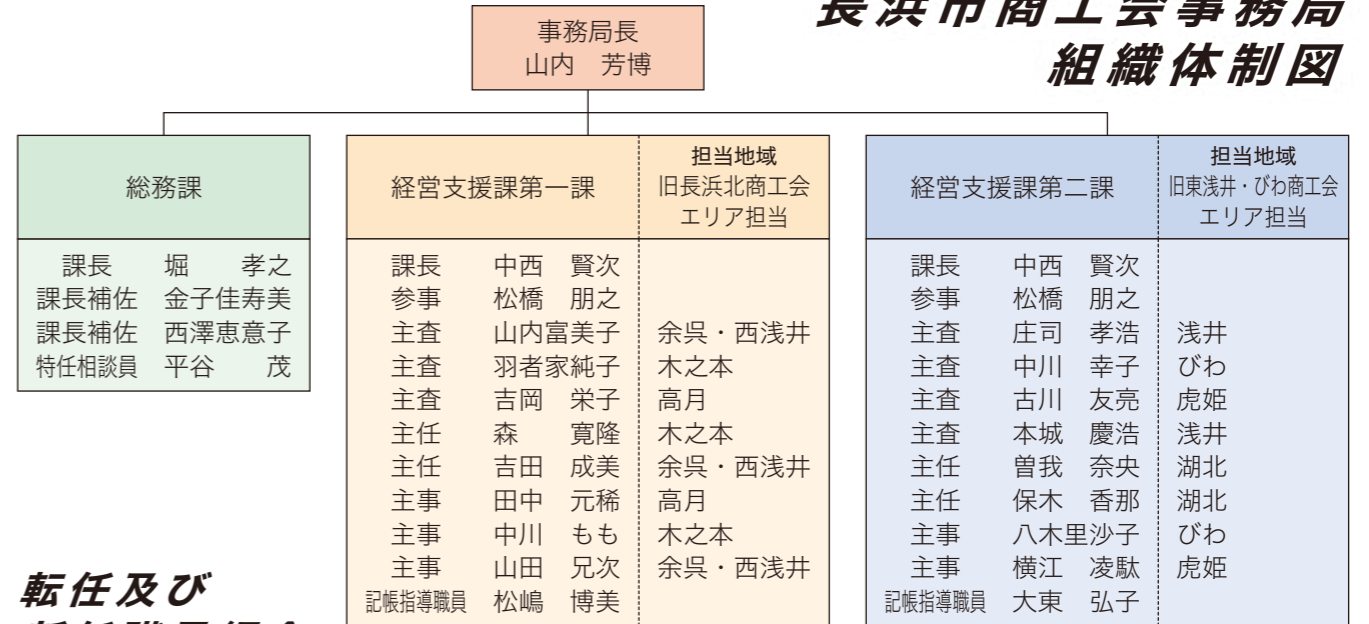 長浜市商工会事務局
組織体制図
事務局長
山内　芳博
総務課
課長　堀　孝之
課長補佐　金子佳寿美
課長補佐　西澤恵意子
特任相談員　平谷　茂
経営支援課第一課
担当地域
旧長浜北商工会
エリア担当
課長　中西　賢次
参事　松橋　朋之
主査　山内富美子　余呉・西浅井
主査　羽者家純子　木之本
主査　吉岡　栄子　高月
主任　森　寛隆　木之本
主任　吉田　成美　余呉・西浅井
主事　田中　元稀　高月
主事　中川　もも　木之本
主事　山田　兄次　余呉・西浅井
記帳指導職員　松嶋　博美
経営支援課第二課
担当地域
旧東浅井・びわ商工会
エリア担当
課長　中西　賢次
参事　松橋　朋之
主査　庄司　孝浩　浅井
主査　中川　幸子　びわ
主査　古川　友亮　虎姫
主査　本城　慶浩　浅井
主任　曽我　奈央　湖北
主任　保木　香那　湖北
主事　八木里沙子　びわ
主事　横江　凌駄　虎姫
記帳指導職員　大東　弘子
転任及び